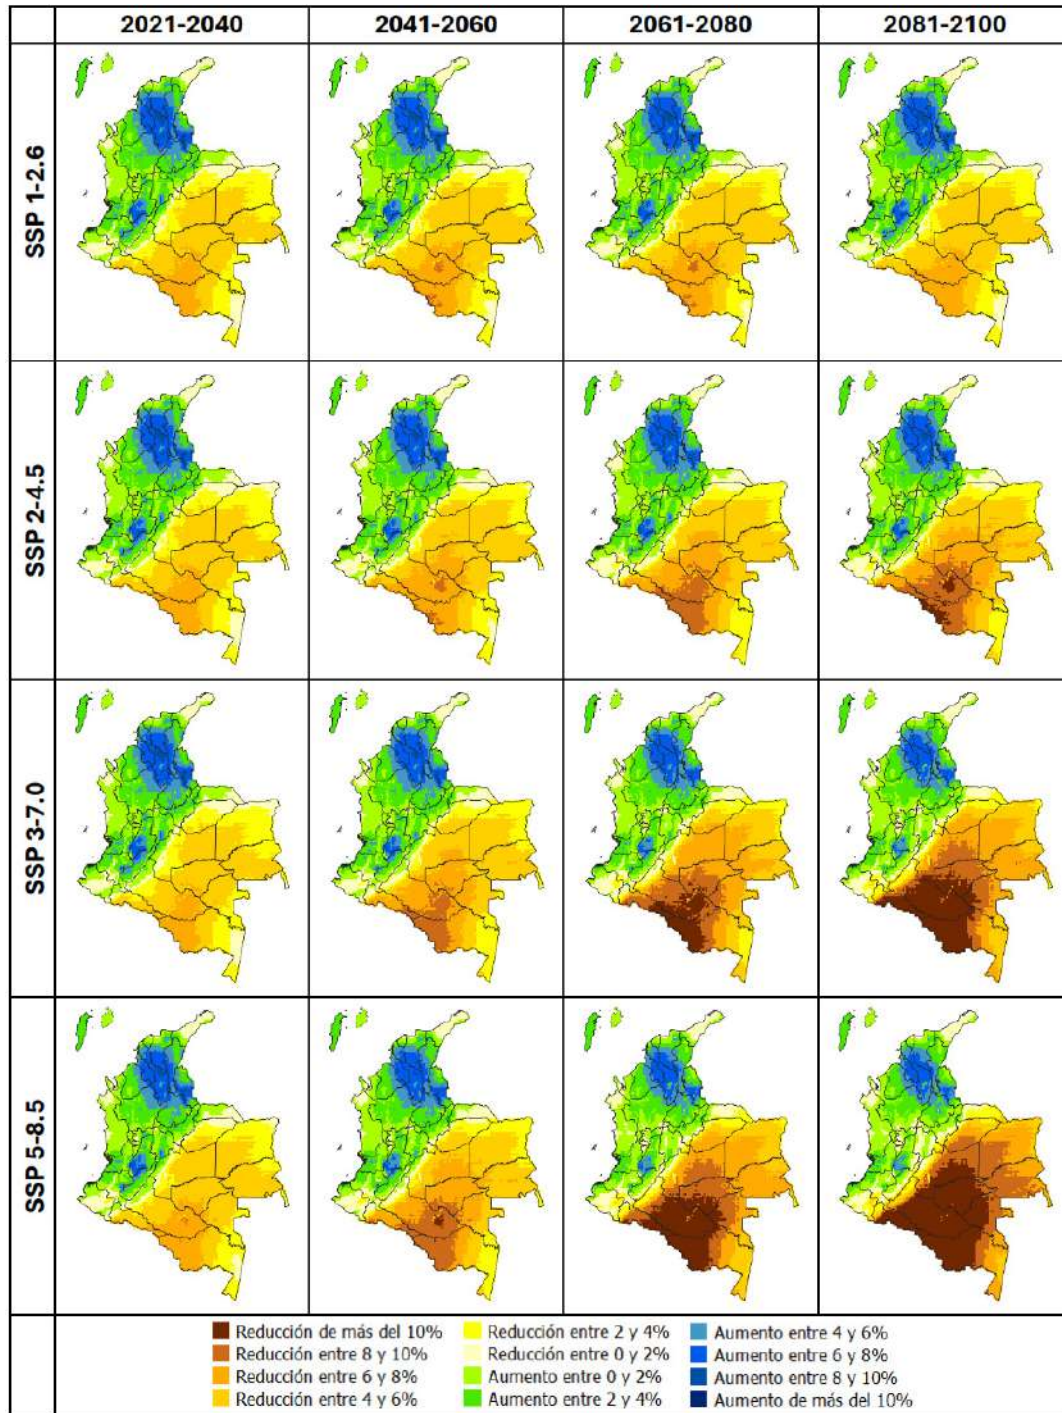 2021-2040 2041-2060 2061-2080 2081-2100
SSP 1-2.6
SSP 2-4.5
SSP 3-7.0
SSP 5-8.5
Reducción de más del 10% Reducción entre 2 y 4% Aumento entre 4 y 6%
Reducción entre 8 y 10% Reducción entre 0 y 2% Aumento entre 6 y 8%
Reducción entre 6 y 8% Aumento entre 0 y 2% Aumento entre 8 y 10%
Reducción entre 4 y 6% Aumento entre 2 y 4% Aumento de más del 10%